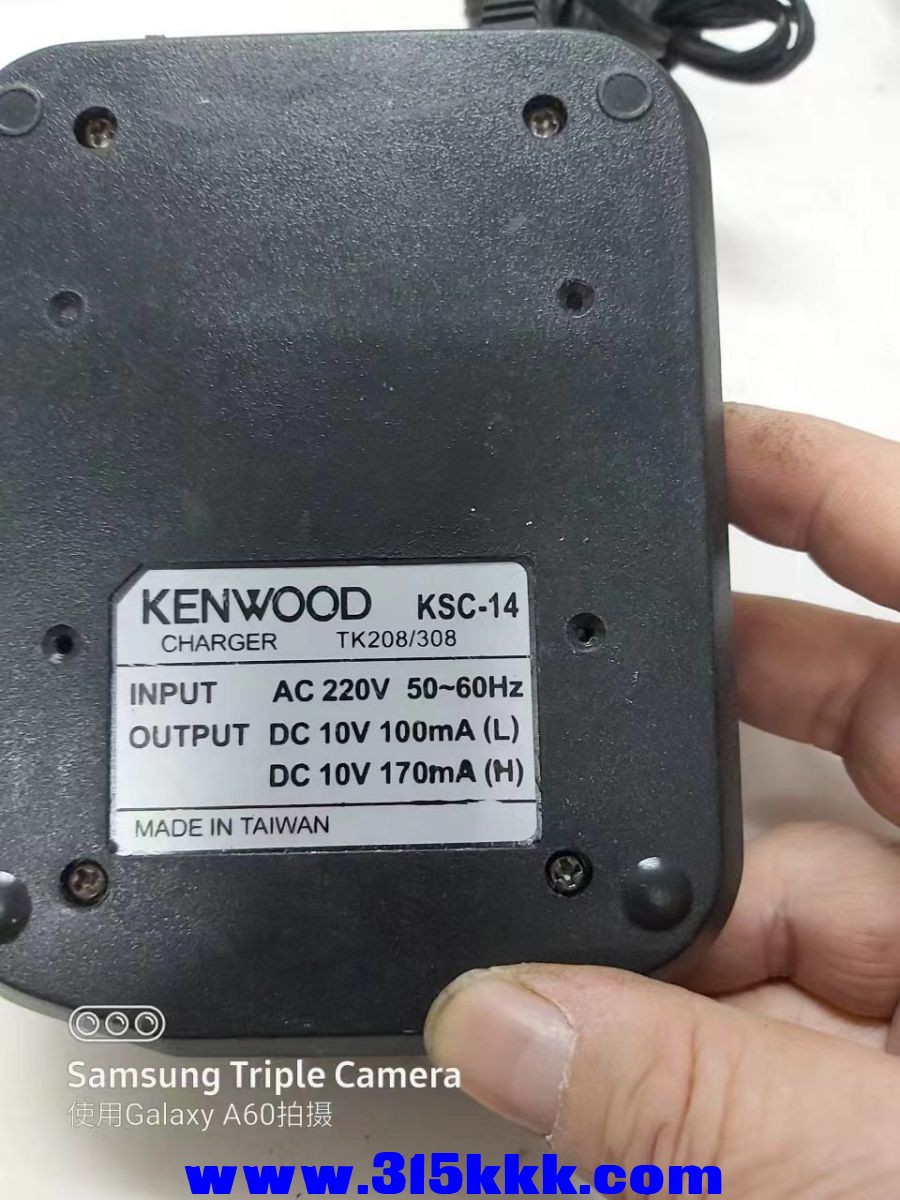 KENWOOD KSC-14
CHARGER TK208/308
INPUT AC 220V 50~60Hz
OUTPUT DC 10V 100mA (L)
DC 10V 170mA (H)
MADE IN TAIWAN
Samsung Triple Camera
使用Galaxy A60拍摄
www.315kkk.com